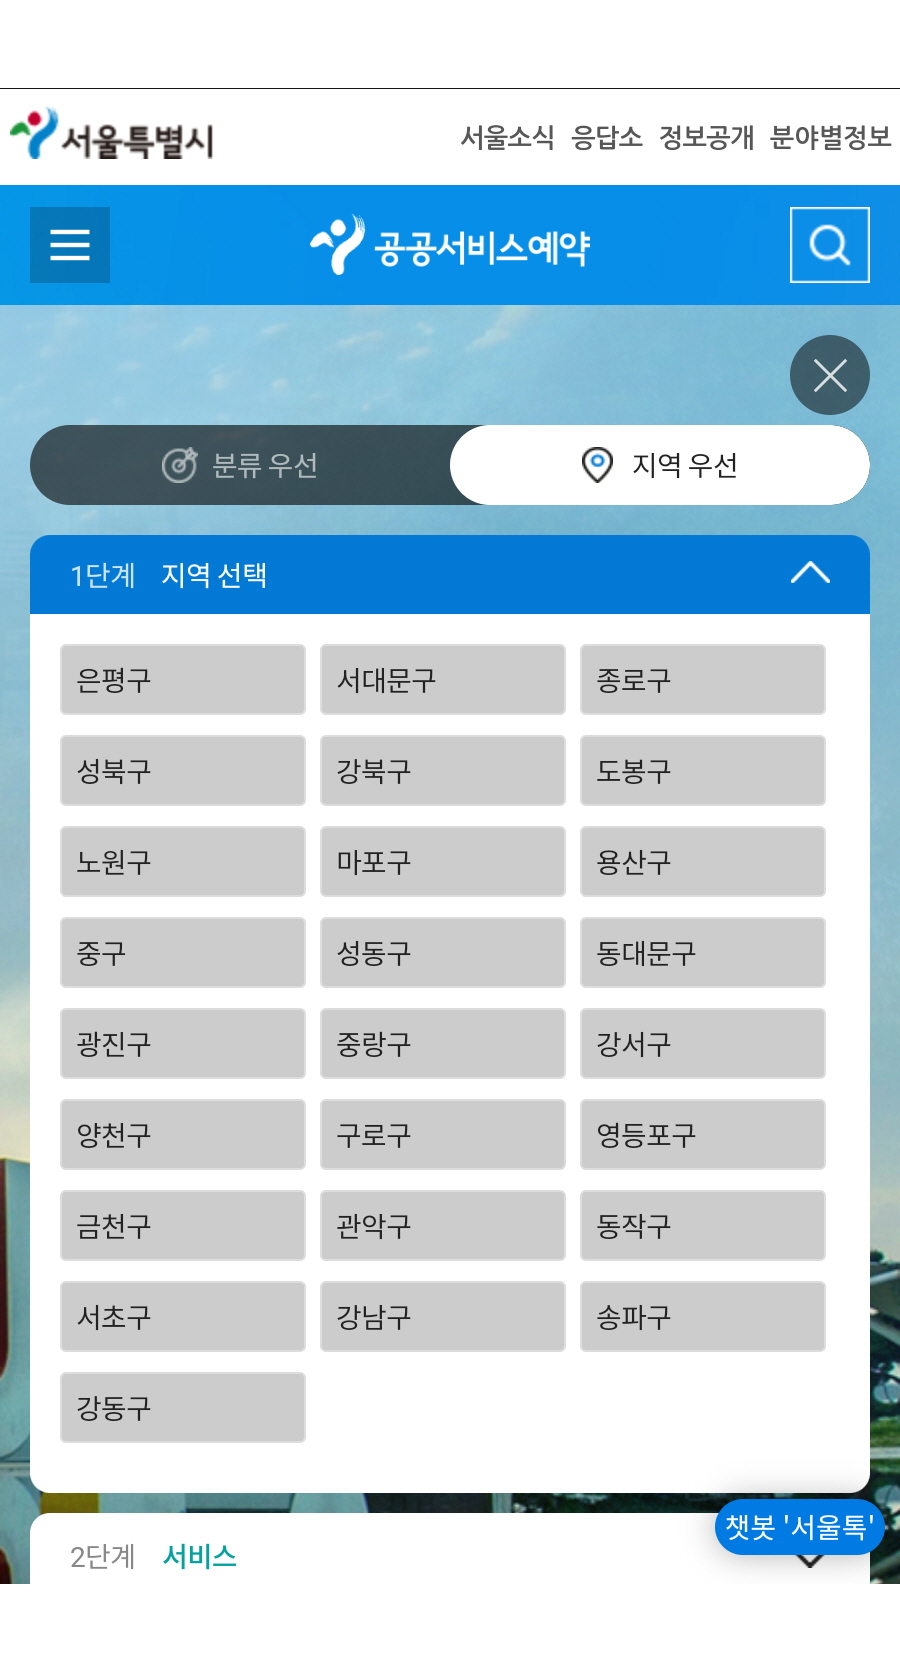 서울특별시
서울소식 응답소 정보공개 분야별정보
공공서비스예약
분류 우선 지역 우선
1단계 지역 선택
은평구 서대문구 종로구
성북구 강북구 도봉구
노원구 마포구 용산구
중구 성동구 동대문구
광진구 중랑구 강서구
양천구 구로구 영등포구
금천구 관악구 동작구
서초구 강남구 송파구
강동구
챗봇 '서울톡'
2단계 서비스